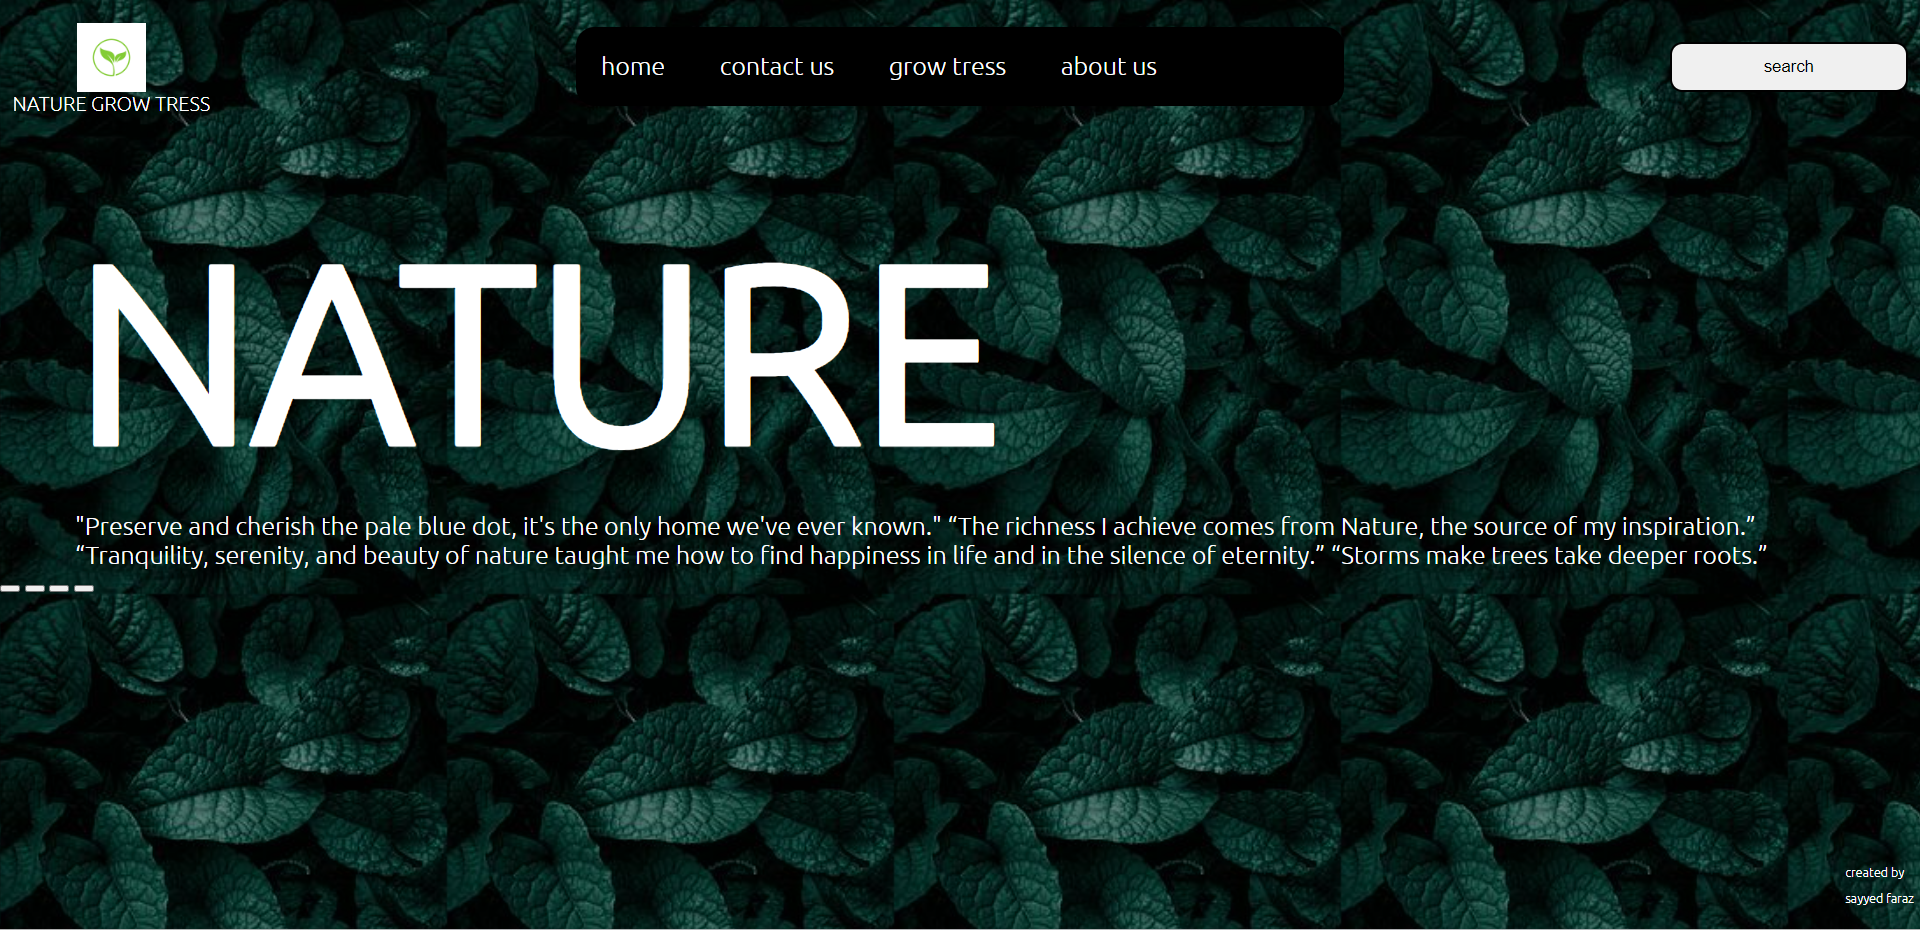 NATURE GROW TRESS
home contact us grow tress about us
search
NATURE
"Preserve and cherish the pale blue dot, it's the only home we've ever known." “The richness I achieve comes from Nature, the source of my inspiration.”
“Tranquility, serenity, and beauty of nature taught me how to find happiness in life and in the silence of eternity.” “Storms make trees take deeper roots.”
created by
sayyed faraz